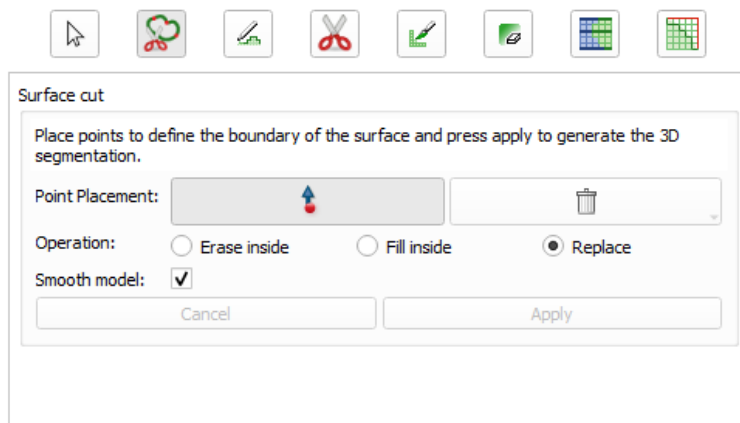 Surface cut
Place points to define the boundary of the surface and press apply to generate the 3D
segmentation.
Point Placement:
Operation: Erase inside Fill inside Replace
Smooth model:
Cancel Apply